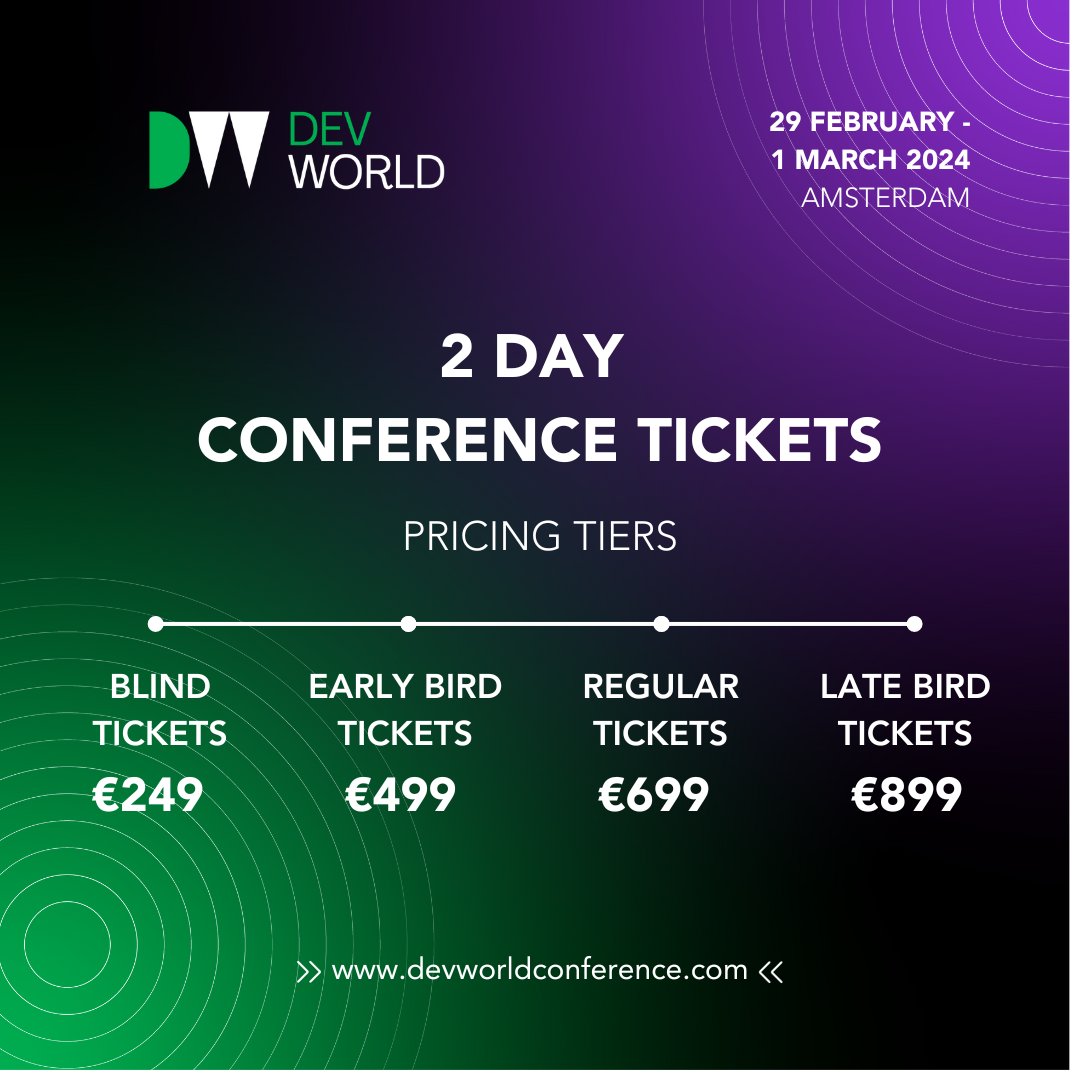 DW DEV
WORLD
29 FEBRUARY -
1 MARCH 2024
AMSTERDAM
2 DAY
CONFERENCE TICKETS
PRICING TIERS
BLIND
TICKETS
€249
EARLY BIRD
TICKETS
€499
REGULAR
TICKETS
€699
LATE BIRD
TICKETS
€899
>> www.devworldconference.com <<